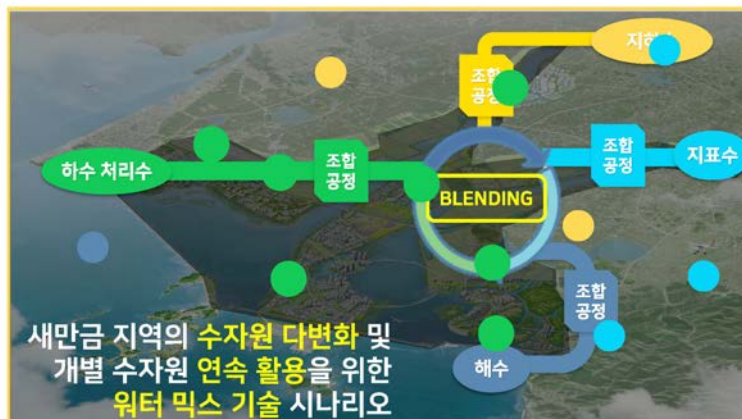 조합
공정
하수 처리수
조합
공정
조합
공정
지표수
BLENDING
조합
공정
해수
새만금 지역의 수자원 다변화 및
개별 수자원 연속 활용을 위한
워터 믹스 기술 시나리오